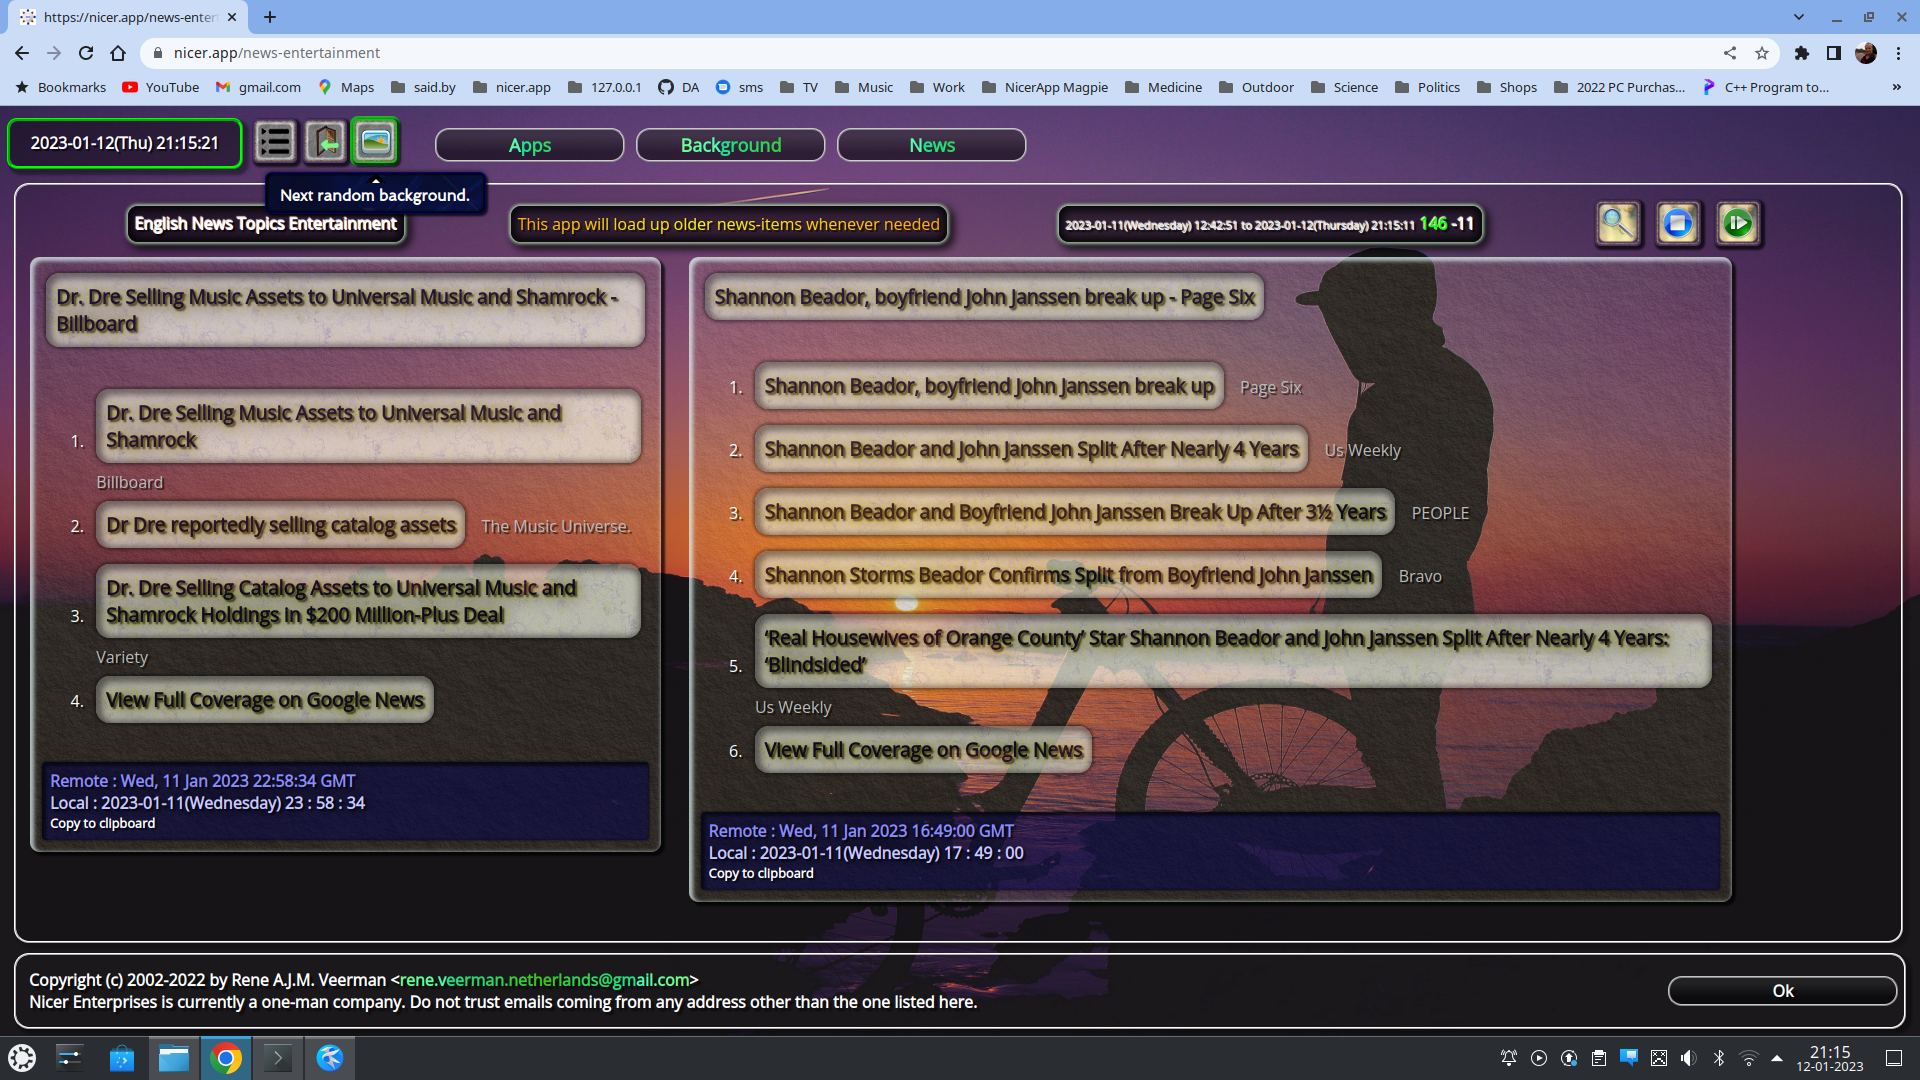 https://nicer.app/news-enter
nicer.app/news-entertainment
Bookmarks YouTube gmail.com Maps said.by nicer.app 127.0.0.1 DA sms TV Music Work NicerApp Magpie Medicine Outdoor Science Politics Shops 2022 PC Purchas... C++ Program to... »
2023-01-12(Thu) 21:15:21
Apps Background News
Next random background.
English News Topics Entertainment
This app will load up older news-items whenever needed
2023-01-11(Wednesday) 12:42:51 to 2023-01-12(Thursday) 21:15:11 146 -11
Dr. Dre Selling Music Assets to Universal Music and Shamrock -
Billboard
1. Dr. Dre Selling Music Assets to Universal Music and
Shamrock
Billboard
2. Dr Dre reportedly selling catalog assets The Music Universe.
3. Dr. Dre Selling Catalog Assets to Universal Music and
Shamrock Holdings in $200 Million-Plus Deal
Variety
4. View Full Coverage on Google News
Remote : Wed, 11 Jan 2023 22:58:34 GMT
Local : 2023-01-11(Wednesday) 23 : 58 : 34
Copy to clipboard
Shannon Beador, boyfriend John Janssen break up - Page Six
1. Shannon Beador, boyfriend John Janssen break up Page Six
2. Shannon Beador and John Janssen Split After Nearly 4 Years Us Weekly
3. Shannon Beador and Boyfriend John Janssen Break Up After 3½ Years PEOPLE
4. Shannon Storms Beador Confirms Split from Boyfriend John Janssen Bravo
5. ‘Real Housewives of Orange County’ Star Shannon Beador and John Janssen Split After Nearly 4 Years:
‘Blindsided’
Us Weekly
6. View Full Coverage on Google News
Remote : Wed, 11 Jan 2023 16:49:00 GMT
Local : 2023-01-11(Wednesday) 17 : 49 : 00
Copy to clipboard
Copyright (c) 2002-2022 by Rene A.J.M. Veerman <rene.veerman.netherlands@gmail.com>
Nicer Enterprises is currently a one-man company. Do not trust emails coming from any address other than the one listed here.
Ok
21:15
12-01-2023